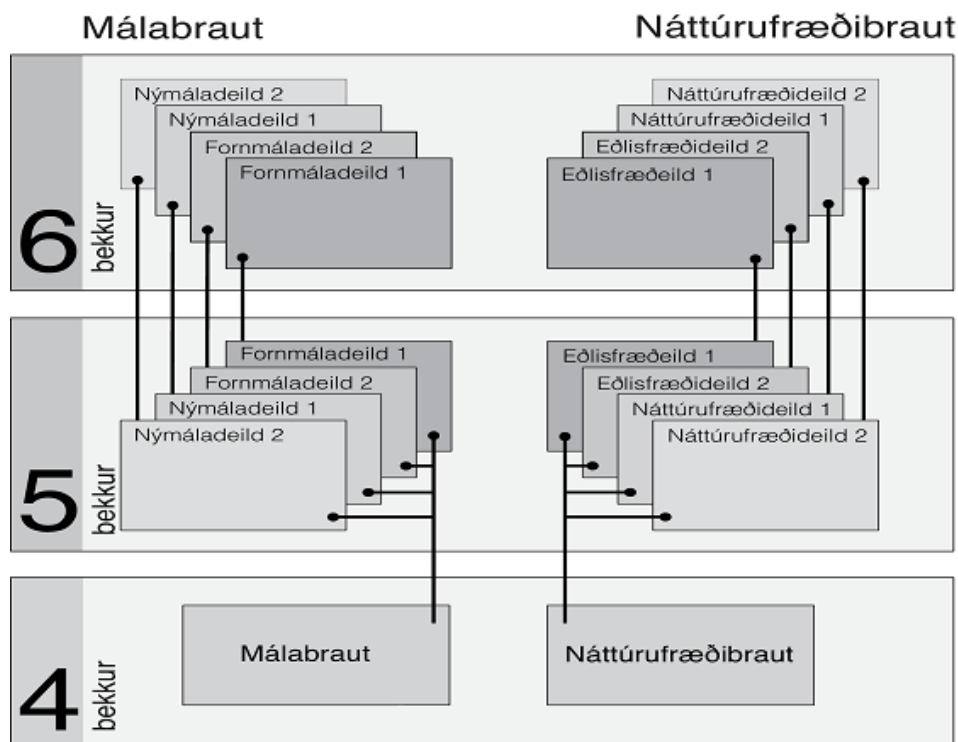 Málabraut
Náttúrufræðibraut
6 bekkur
Nýmáladeild 2
Nýmáladeild 1
Fornmáladeild 2
Fornmáladeild 1
Náttúrufræðideild 2
Náttúrufræðideild 1
Eðlisfræðideild 2
Eðlisfræðeild 1
5 bekkur
Fornmáladeild 1
Fornmáladeild 2
Nýmáladeild 1
Nýmáladeild 2
Eðlisfræðeild 1
Eðlisfræðideild 2
Náttúrufræðideild 1
Náttúrufræðideild 2
4 bekkur
Málabraut
Náttúrufræðibraut